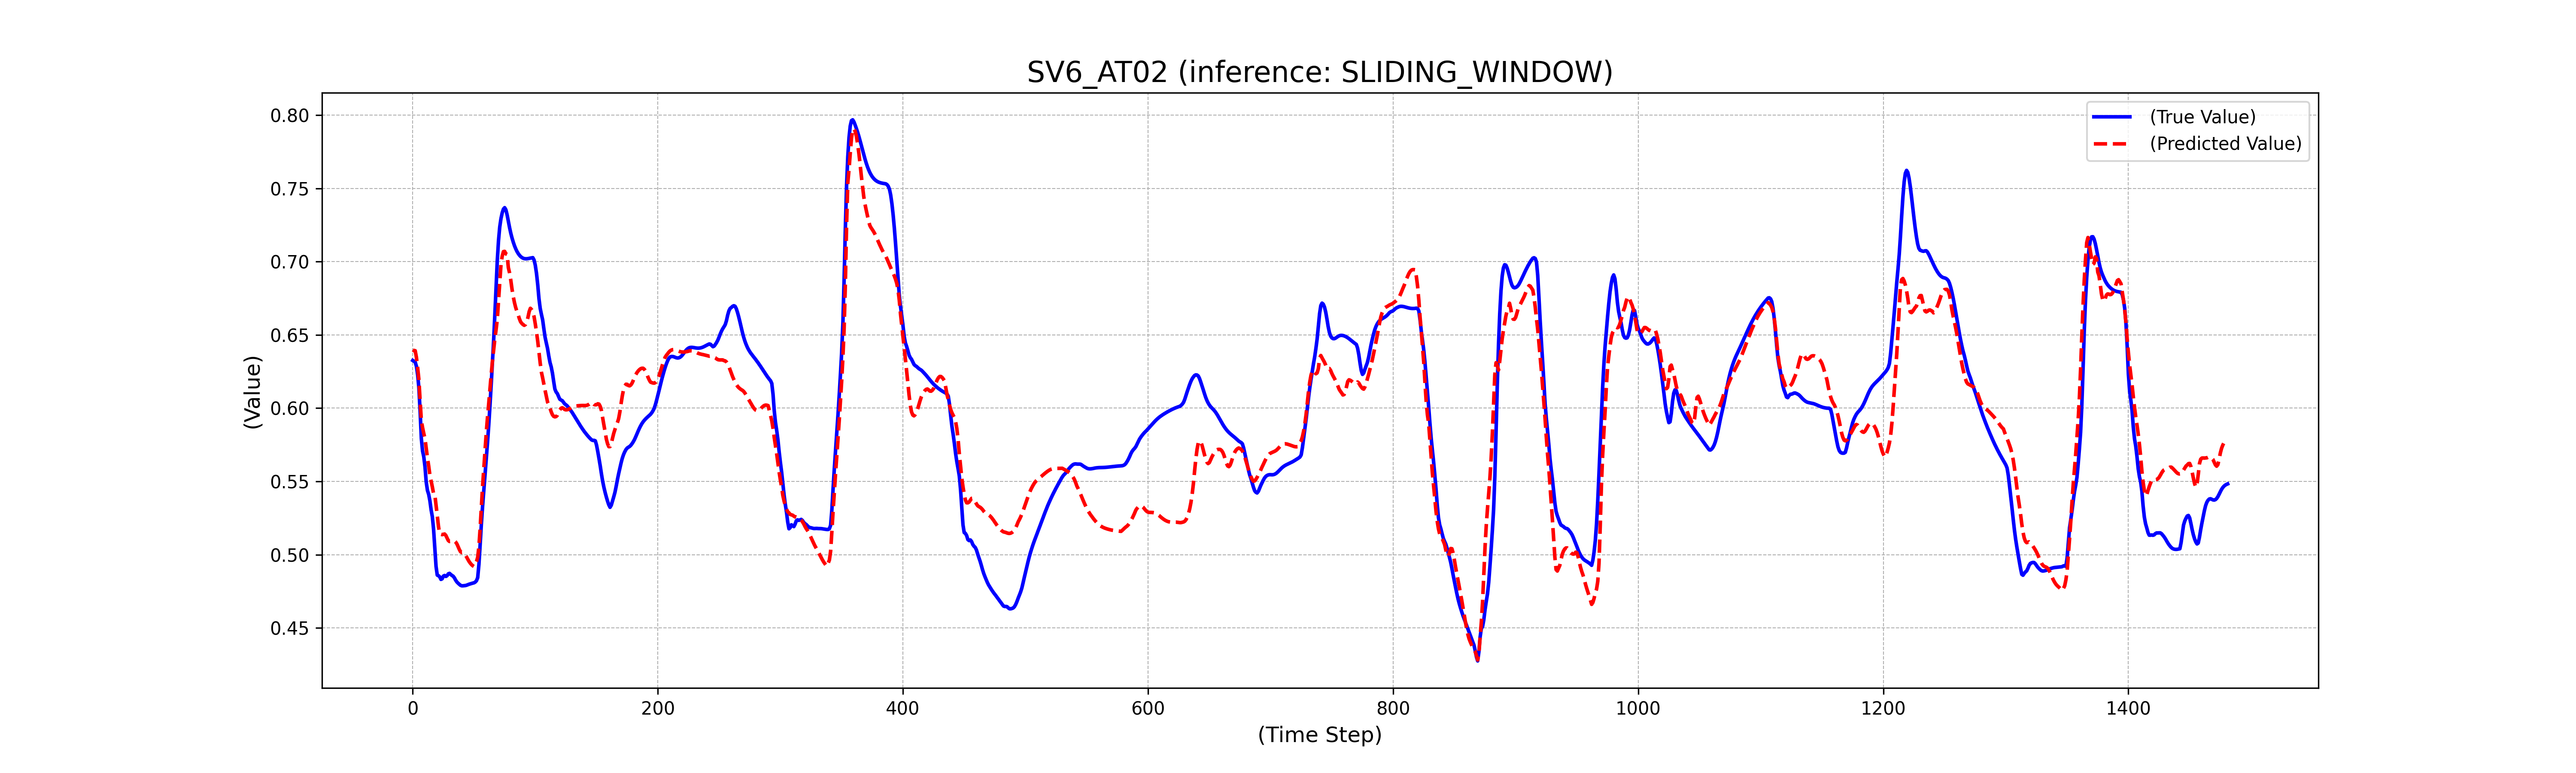 SV6_AT02 (inference: SLIDING_WINDOW)
(True Value)
(Predicted Value)
0.80
0.75
0.70
0.65
0.60
0.55
0.50
0.45
(Value)
0 200 400 600 800 1000 1200 1400
(Time Step)